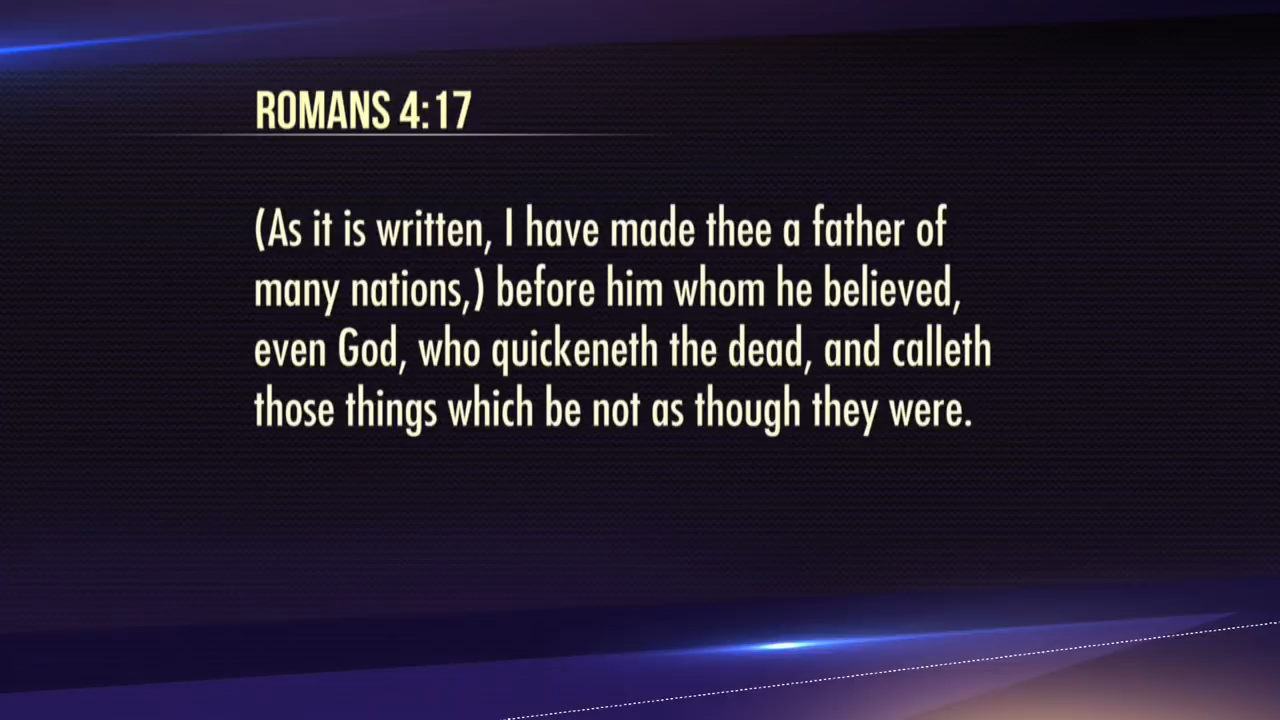 ROMANS 4:17
(As it is written, I have made thee a father of
many nations,) before him whom he believed,
even God, who quickeneth the dead, and calleth
those things which be not as though they were.